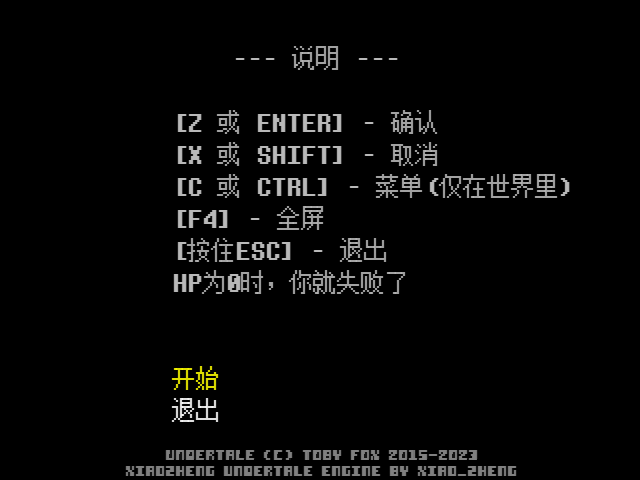 --- 说明 ---
[Z 或 ENTER] - 确认
[X 或 SHIFT] - 取消
[C 或 CTRL] - 菜单(仅在世界里)
[F4] - 全屏
[按住ESC] - 退出
HP为0时，你就失败了
开始
退出
UNDERTALE (C) TOBY FOX 2015-2023
XIAOZHENG UNDERTALE ENGINE BY XIAO_ZHENG